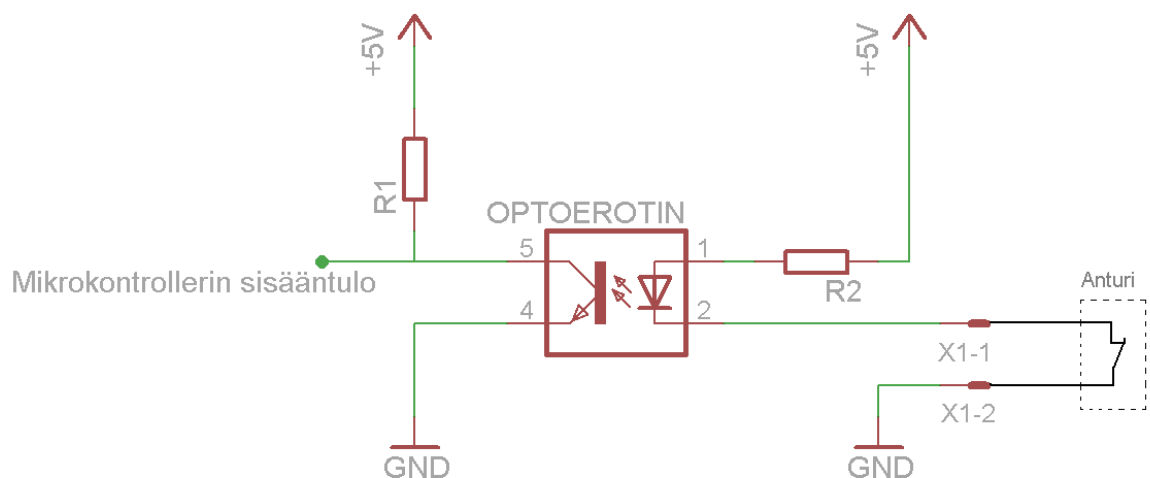 +5V
+5V
R1
OPTOEROTIN
5
1
Mikrokontrollerin sisääntulo
R2
Anturi
4
2
X1-1
X1-2
GND
GND